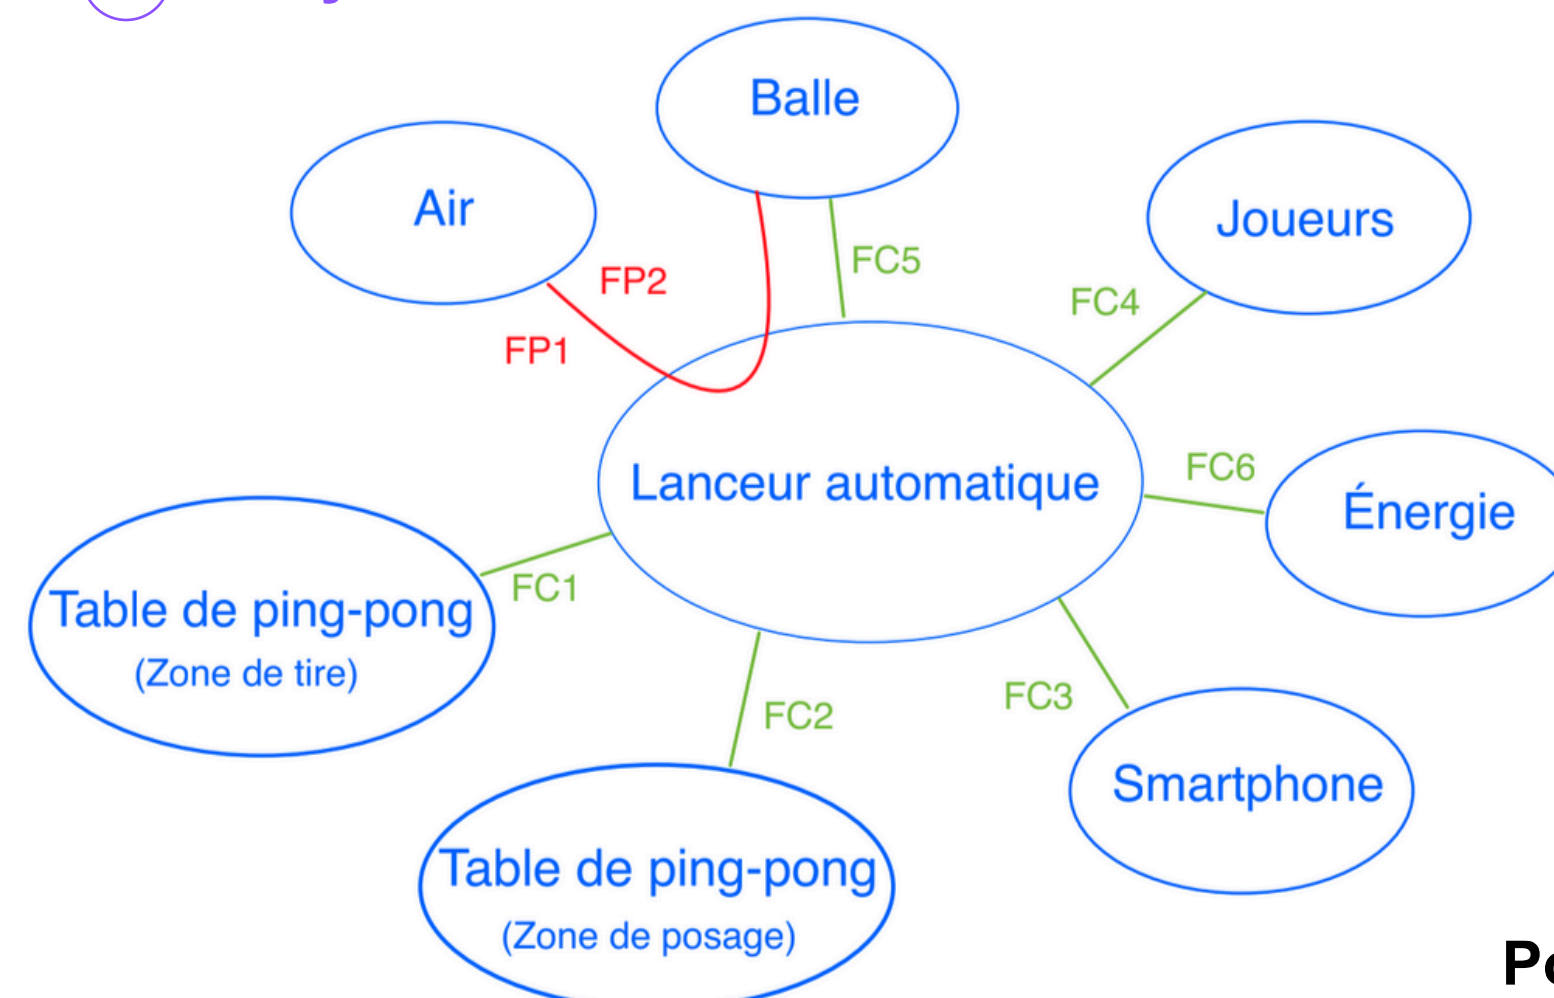 Balle
Air
Joueurs
FP2
FC5
FC4
FP1
FC6
Lanceur automatique
Énergie
FC1
Table de ping-pong
(Zone de tire)
FC3
FC2
Smartphone
Table de ping-pong
(Zone de posage)